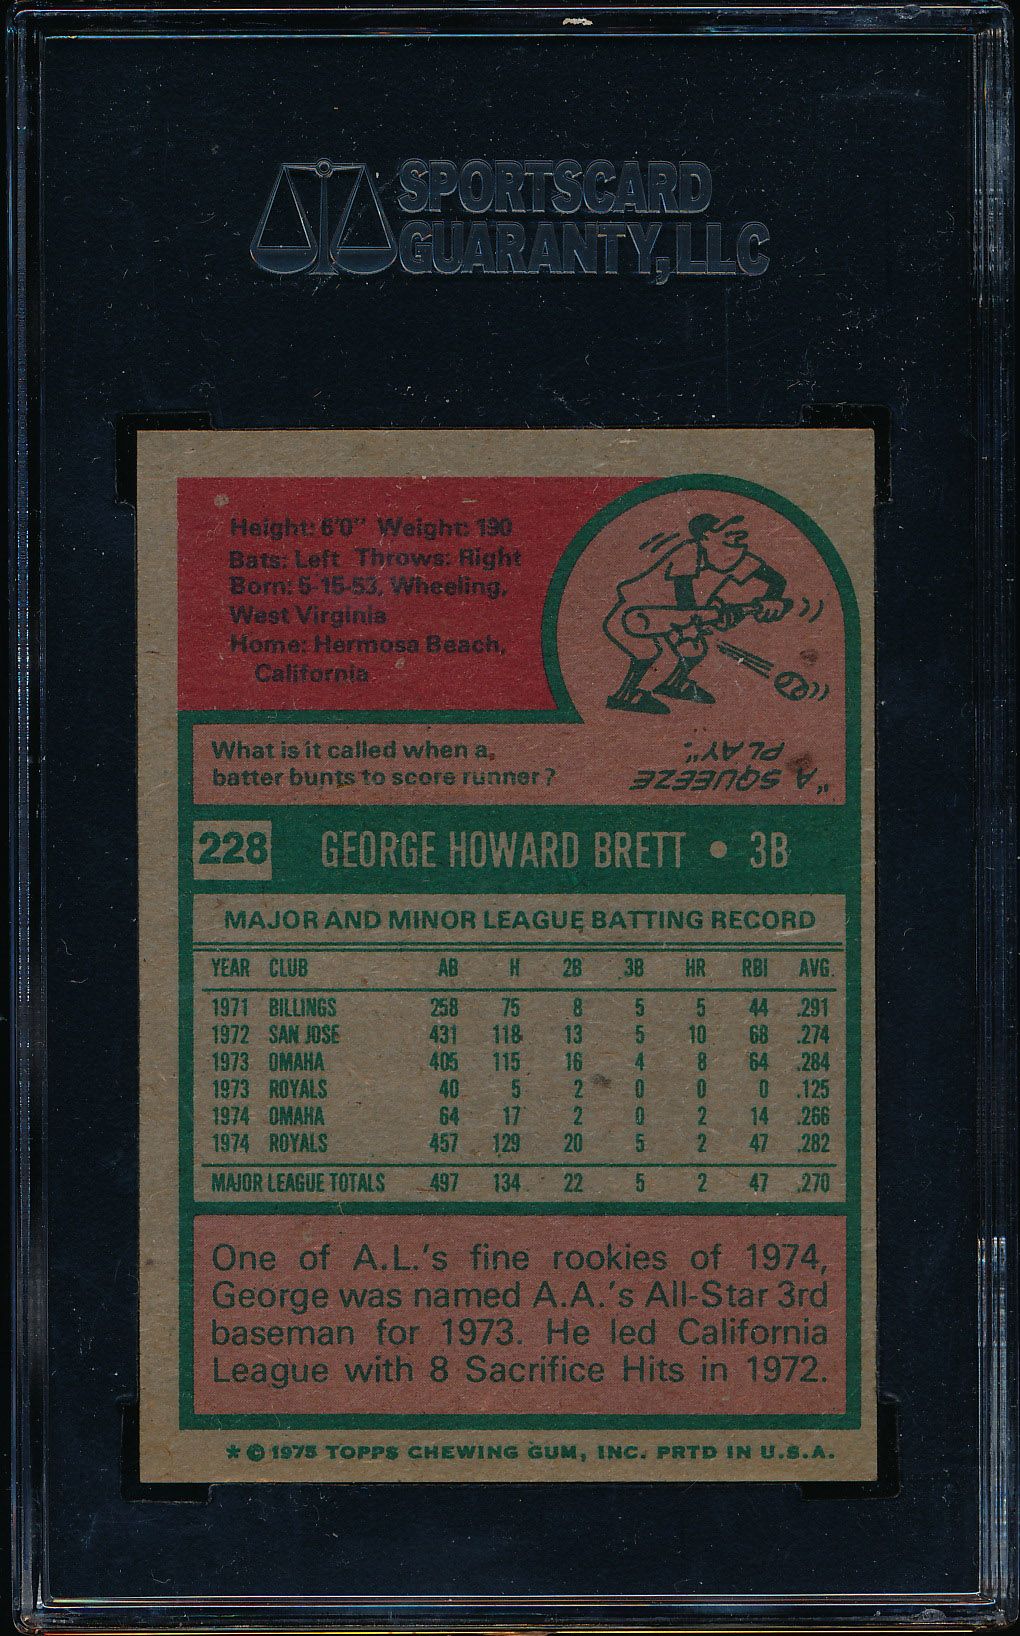 SPORTSCARD
GUARANTY, LLC
Height: 6'0" Weight: 190
Bats: Left Throws: Right
Born: 5-15-53, Wheeling,
West Virginia
Home: Hermosa Beach,
California
What is it called when a
batter bunts to score runner?
"A SQUEEZE
PLAY".
228 GEORGE HOWARD BRETT • 3B
MAJOR AND MINOR LEAGUE BATTING RECORD
YEAR CLUB AB H 2B 3B HR RBI AVG.
1971 BILLINGS 258 75 8 5 5 44 .291
1972 SAN JOSE 431 118 13 5 10 68 .274
1973 OMAHA 405 115 16 4 8 64 .284
1973 ROYALS 40 5 2 0 0 0 .125
1974 OMAHA 64 17 2 0 2 14 .266
1974 ROYALS 457 129 20 5 2 47 .282
MAJOR LEAGUE TOTALS 497 134 22 5 2 47 .270
One of A.L.'s fine rookies of 1974,
George was named A.A.'s All-Star 3rd
baseman for 1973. He led California
League with 8 Sacrifice Hits in 1972.
* © 1975 TOPPS CHEWING GUM, INC. PRTD IN U.S.A.